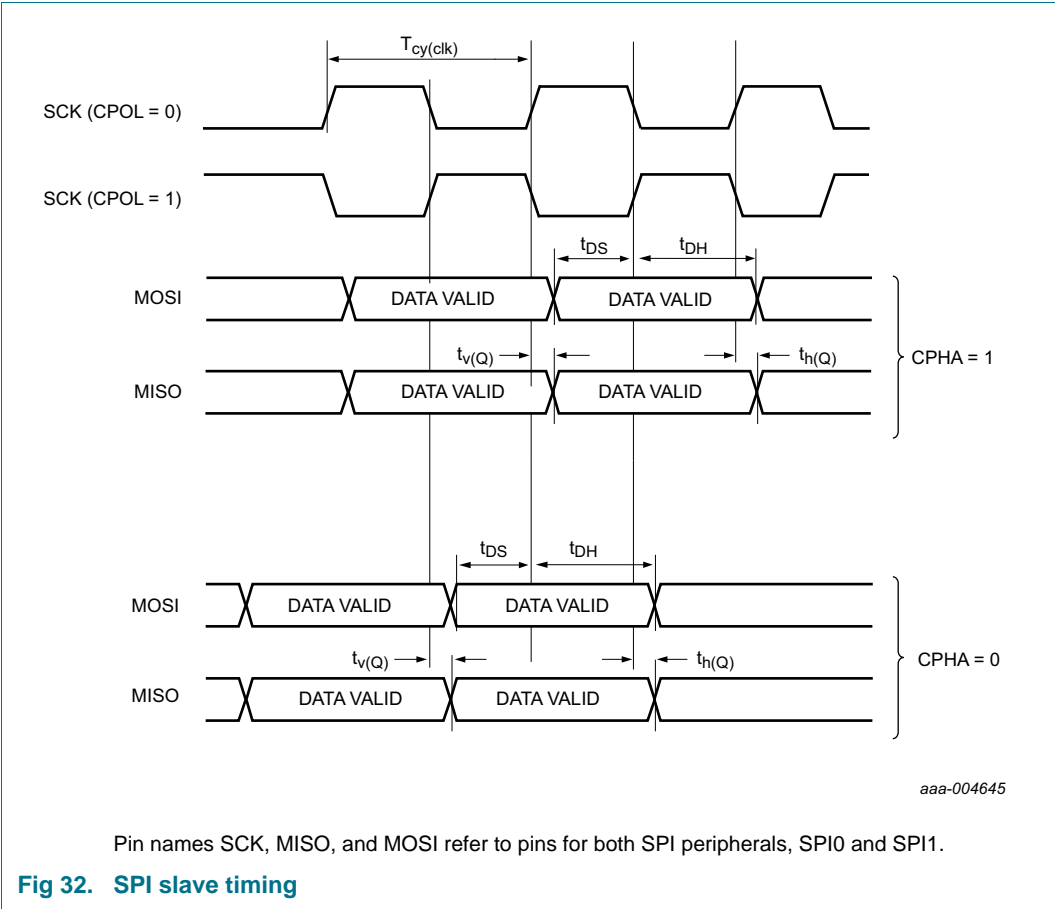 Tcy(clk)
SCK (CPOL = 0)
SCK (CPOL = 1)
tDS tDH
MOSI DATA VALID DATA VALID
tv(Q) th(Q)
CPHA = 1
MISO DATA VALID DATA VALID
tDS tDH
MOSI DATA VALID DATA VALID
tv(Q) th(Q)
CPHA = 0
MISO DATA VALID DATA VALID
aaa-004645
Pin names SCK, MISO, and MOSI refer to pins for both SPI peripherals, SPI0 and SPI1.
Fig 32. SPI slave timing